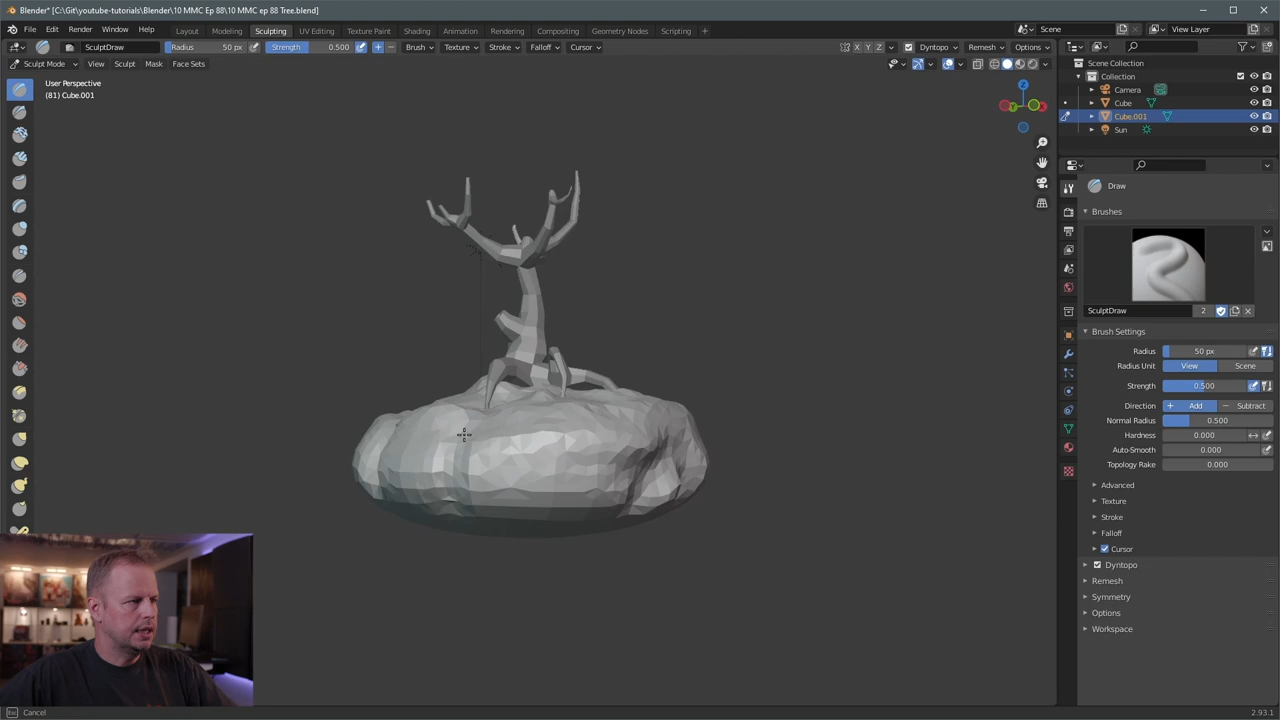 Blender* [C:\Git\youtube-tutorials\Blender\10 MMC Ep 88\10 MMC ep 88 Tree.blend]
File Edit Render Window Help Layout Modeling Sculpting UV Editing Texture Paint Shading Animation Rendering Compositing Geometry Nodes Scripting + Scene View Layer
SculptDraw Radius 50 px Strength 0.500 + Brush Texture Stroke Falloff Cursor X Y Z Dyntopo Remesh Options
Sculpt Mode View Sculpt Mask Face Sets
User Perspective
(81) Cube.001
Z
Y
X
Scene Collection
Collection
Camera
Cube
Cube.001
Sun
Draw
Brushes
SculptDraw 2
Brush Settings
Radius 50 px
Radius Unit View Scene
Strength 0.500
Direction + Add − Subtract
Normal Radius 0.500
Hardness 0.000
Auto-Smooth 0.000
Topology Rake 0.000
Advanced
Texture
Stroke
Falloff
Cursor
Dyntopo
Remesh
Symmetry
Options
Workspace
Esc Cancel
2.93.1